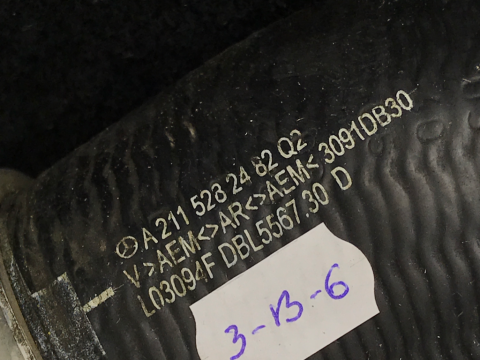 A 211 528 24 82 Q2
V>AEM<>AR<>AEM< 3091DB30
L03094F DBL5567.30 D
3-13-6